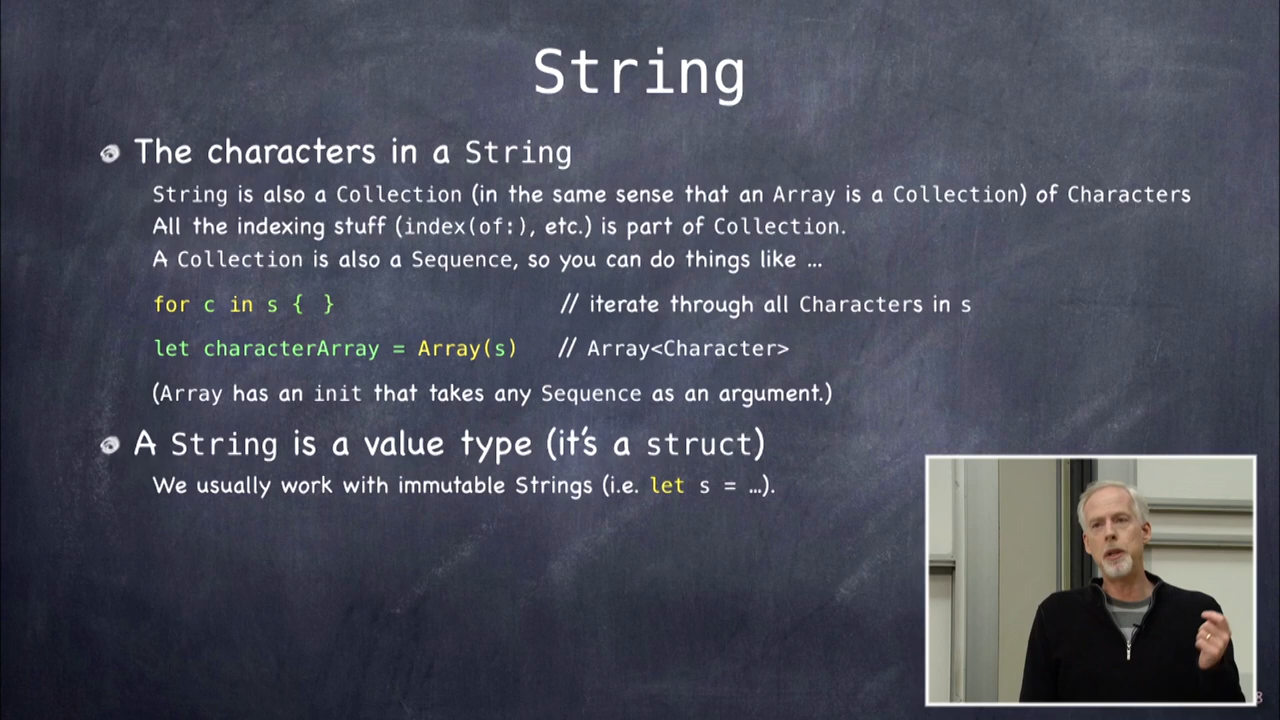 String
The characters in a String
String is also a Collection (in the same sense that an Array is a Collection) of Characters
All the indexing stuff (index(of:), etc.) is part of Collection.
A Collection is also a Sequence, so you can do things like …
for c in s { } // iterate through all Characters in s
let characterArray = Array(s) // Array<Character>
(Array has an init that takes any Sequence as an argument.)
A String is a value type (it's a struct)
We usually work with immutable Strings (i.e. let s = …).
8